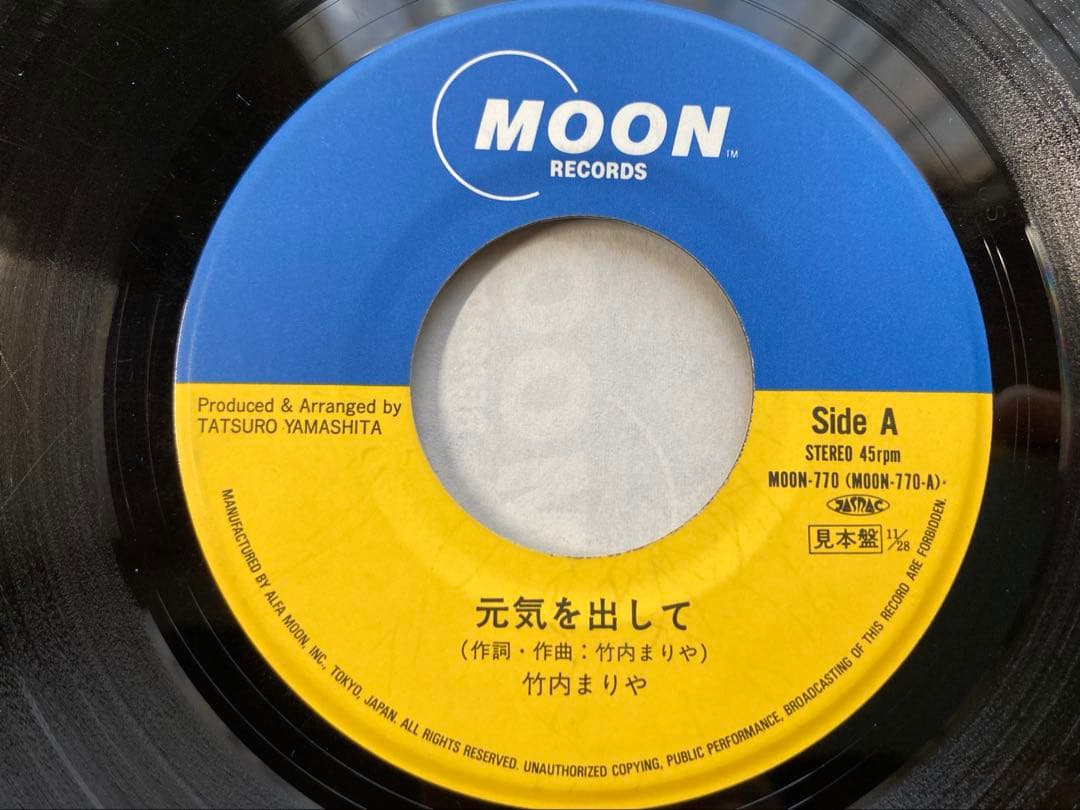 MOON™
RECORDS
Produced & Arranged by
TATSURO YAMASHITA
Side A
STEREO 45rpm
MOON-770 (MOON-770-A)
JASRAC
見本盤 11/28
元気を出して
(作詞・作曲:竹内まりや)
竹内まりや
MANUFACTURED BY ALFA MOON, INC., TOKYO, JAPAN. ALL RIGHTS RESERVED. UNAUTHORIZED COPYING, PUBLIC PERFORMANCE, BROADCASTING OF THIS RECORD ARE FORBIDDEN.